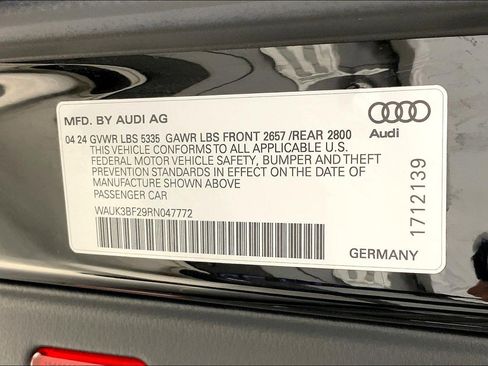 MFD. BY AUDI AG
04 24 GVWR LBS 5335 GAWR LBS FRONT 2657 /REAR 2800
THIS VEHICLE CONFORMS TO ALL APPLICABLE U.S.
FEDERAL MOTOR VEHICLE SAFETY, BUMPER AND THEFT
PREVENTION STANDARDS IN EFFECT ON THE DATE OF
MANUFACTURE SHOWN ABOVE
PASSENGER CAR
WAUK3BF29RN047772
Audi
1712139
GERMANY